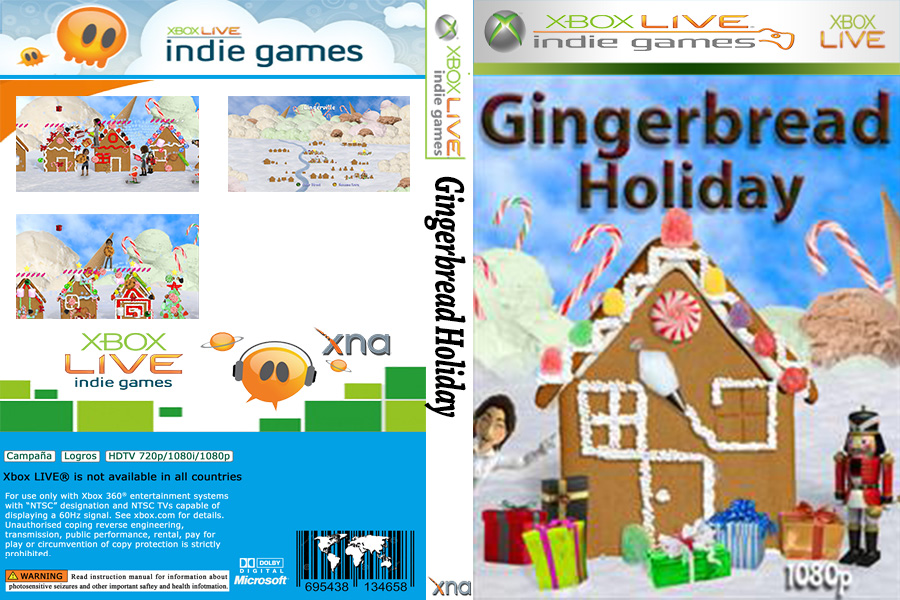 XBOX LIVE
indie games
Gingerville
XBOX LIVE
indie games
xna
Campaña Logros HDTV 720p/1080i/1080p
Xbox LIVE® is not available in all countries
For use only with Xbox 360® entertainment systems
with “NTSC” designation and NTSC TVs capable of
displaying a 60Hz signal. See xbox.com for details.
Unauthorised coping reverse engineering,
transmission, public performance, rental, pay for
play or circumvention of copy protection is strictly
prohibited.
WARNING Read instruction manual for information about
photosensitive seizures and other important saftey and health infotmation.
DOLBY
DIGITAL
Microsoft
695438 134658
XBOX LIVE
indie games
Gingerbread Holiday
xna
XBOX LIVE
indie games
XBOX
LIVE
Gingerbread
Holiday
1080p